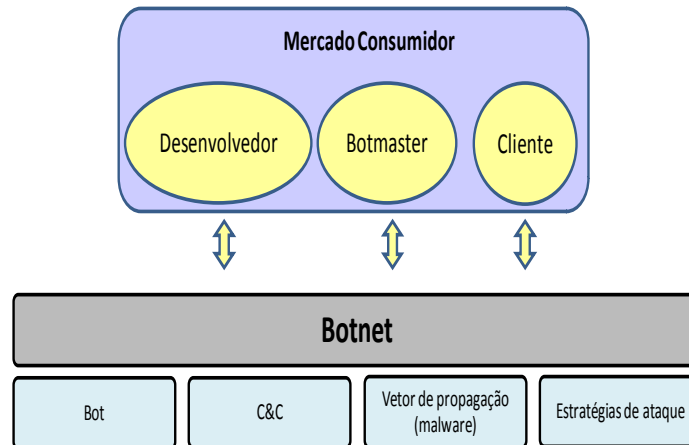 Mercado Consumidor
Desenvolvedor
Botmaster
Cliente
Botnet
Bot
C&C
Vetor de propagação
(malware)
Estratégias de ataque